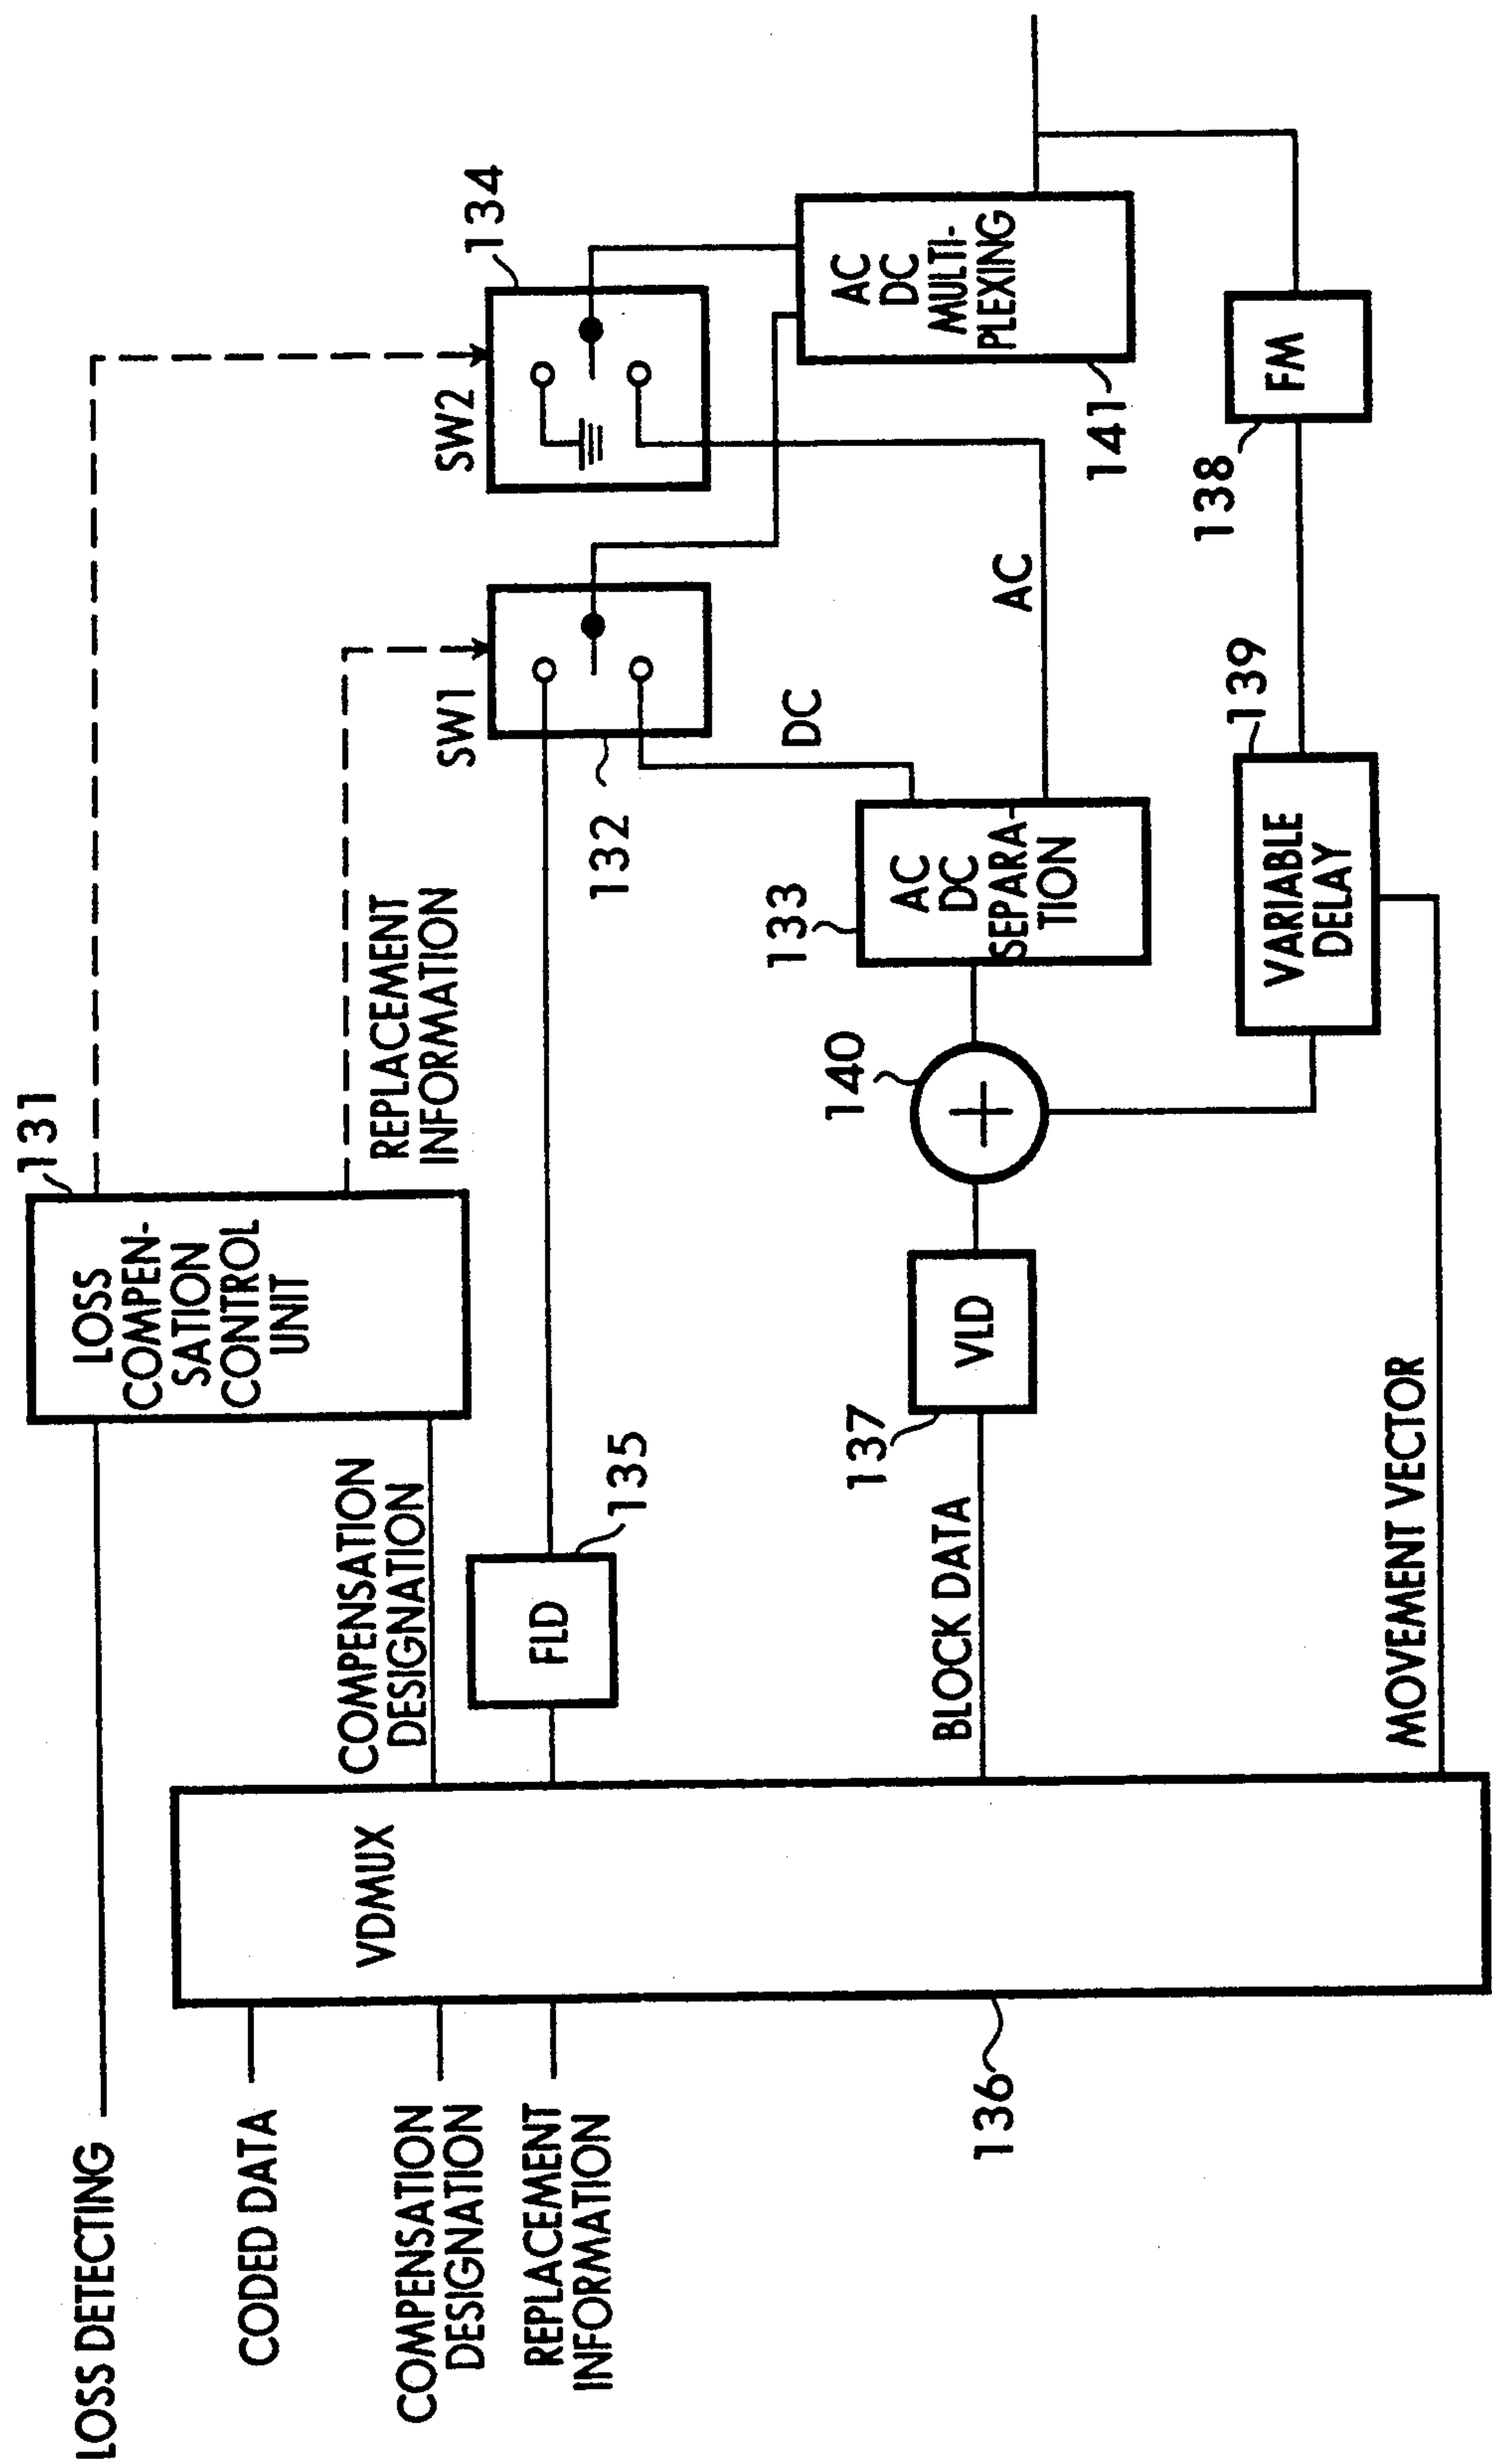 LOSS DETECTING
CODED DATA
COMPENSATION
DESIGNATION
REPLACEMENT
INFORMATION
136
VDMUX
COMPENSATION
DESIGNATION
FLD
135
BLOCK DATA
MOVEMENT VECTOR
131
LOSS
COMPEN-
SATION
CONTROL
UNIT
REPLACEMENT
INFORMATION
137
VLD
140
+
133
AC
DC
SEPARA-
TION
139
VARIABLE
DELAY
SW1
132
DC
AC
SW2
134
141
AC
DC
MULTI-
PLEXING
138
FM